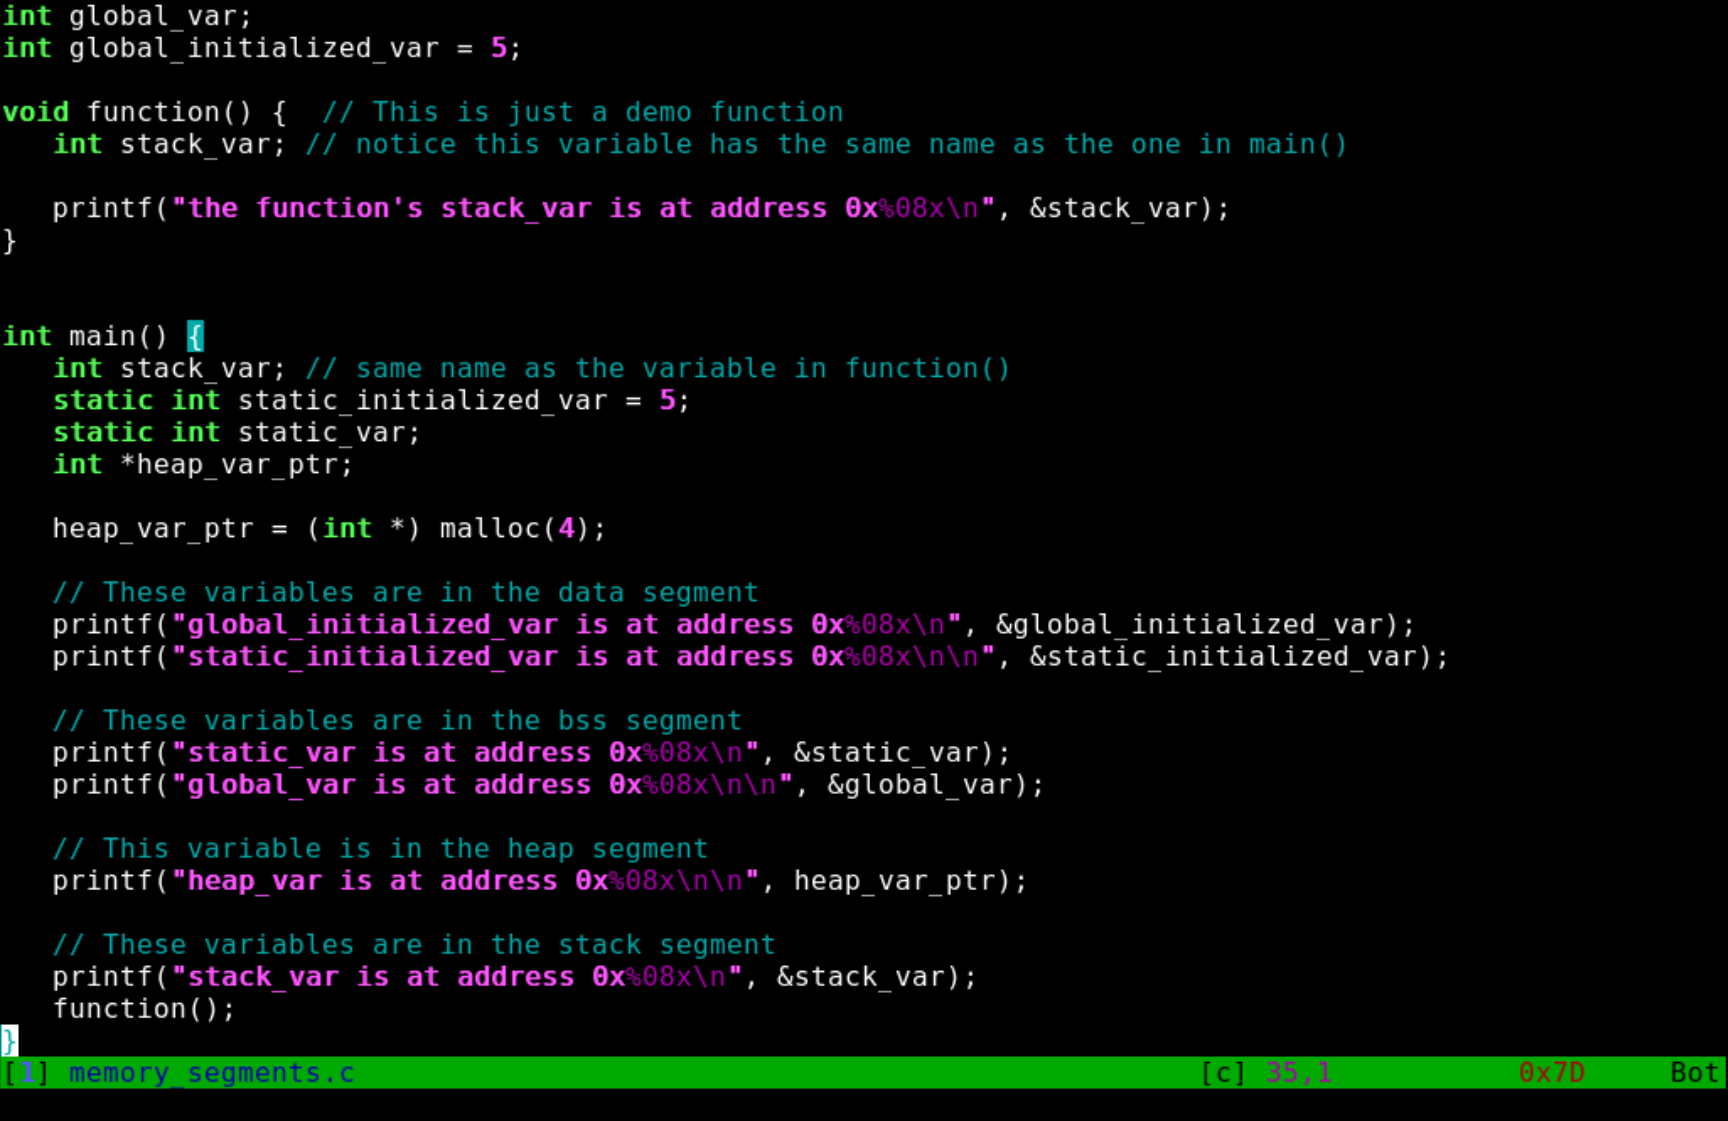 int global_var;
int global_initialized_var = 5;
void function() {  // This is just a demo function
   int stack_var; // notice this variable has the same name as the one in main()
   printf("the function's stack_var is at address 0x%08x\n", &stack_var);
}
int main() {
   int stack_var; // same name as the variable in function()
   static int static_initialized_var = 5;
   static int static_var;
   int *heap_var_ptr;
   heap_var_ptr = (int *) malloc(4);
   // These variables are in the data segment
   printf("global_initialized_var is at address 0x%08x\n", &global_initialized_var);
   printf("static_initialized_var is at address 0x%08x\n\n", &static_initialized_var);
   // These variables are in the bss segment
   printf("static_var is at address 0x%08x\n", &static_var);
   printf("global_var is at address 0x%08x\n\n", &global_var);
   // This variable is in the heap segment
   printf("heap_var is at address 0x%08x\n\n", heap_var_ptr);
   // These variables are in the stack segment
   printf("stack_var is at address 0x%08x\n", &stack_var);
   function();
}
[1] memory_segments.c [c] 35,1 0x7D Bot